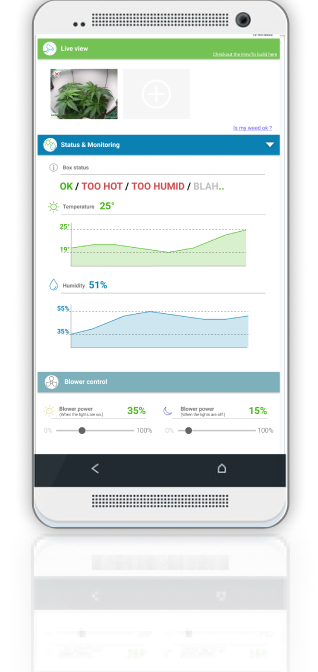 Live view
Checkout the how to build here
Is my weed ok ?
Status & Monitoring
Box status
OK / TOO HOT / TOO HUMID / BLAH..
Temperature 25°
25°
19°
Humidity 51%
55%
35%
Blower control
Blower power 35%
(When the lights are on)
Blower power 15%
(When the lights are off)
0% 100%
0% 100%